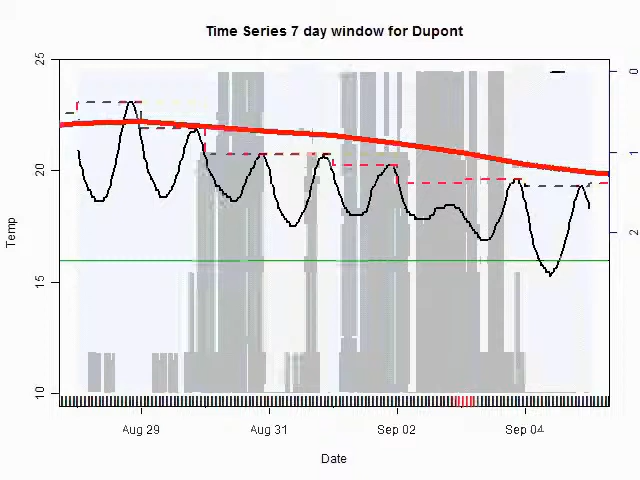 Time Series 7 day window for Dupont
25
20
15
10
Temp
0
1
2
Aug 29
Aug 31
Sep 02
Sep 04
Date